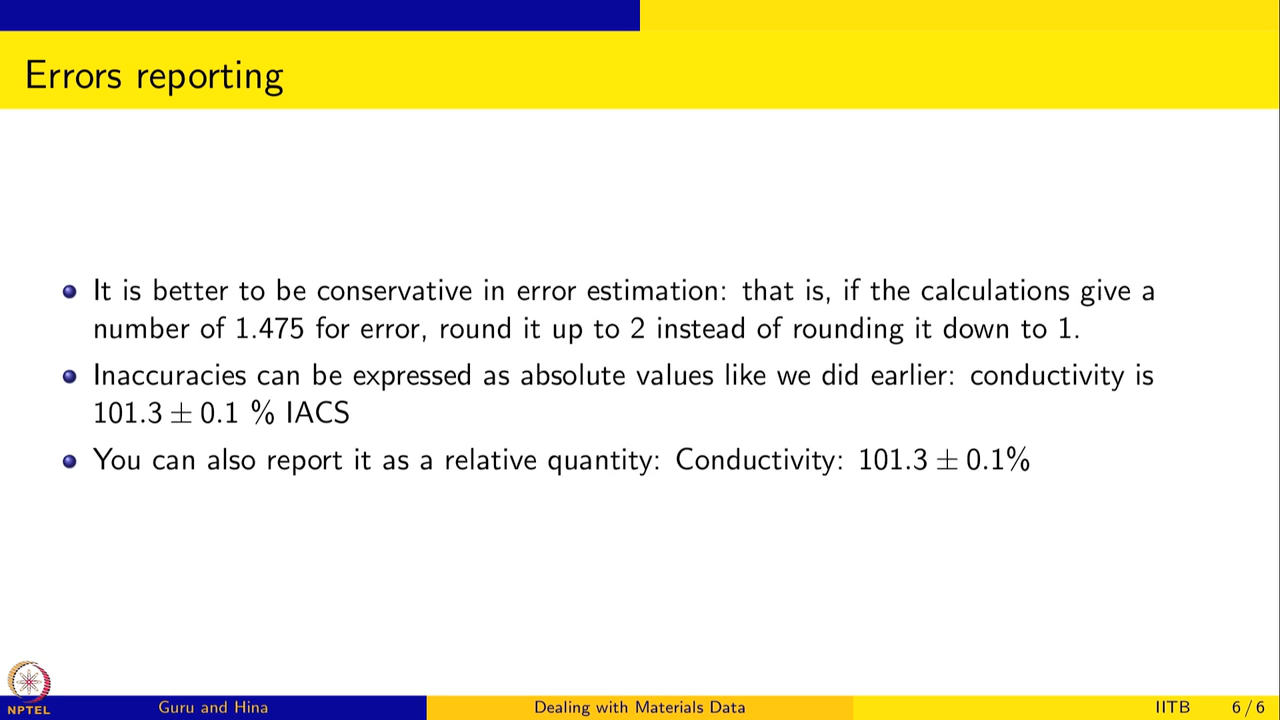 Errors reporting
It is better to be conservative in error estimation: that is, if the calculations give a
number of 1.475 for error, round it up to 2 instead of rounding it down to 1.
Inaccuracies can be expressed as absolute values like we did earlier: conductivity is
101.3 ± 0.1 % IACS
You can also report it as a relative quantity: Conductivity: 101.3 ± 0.1%
NPTEL
Guru and Hina
Dealing with Materials Data
IITB
6 / 6